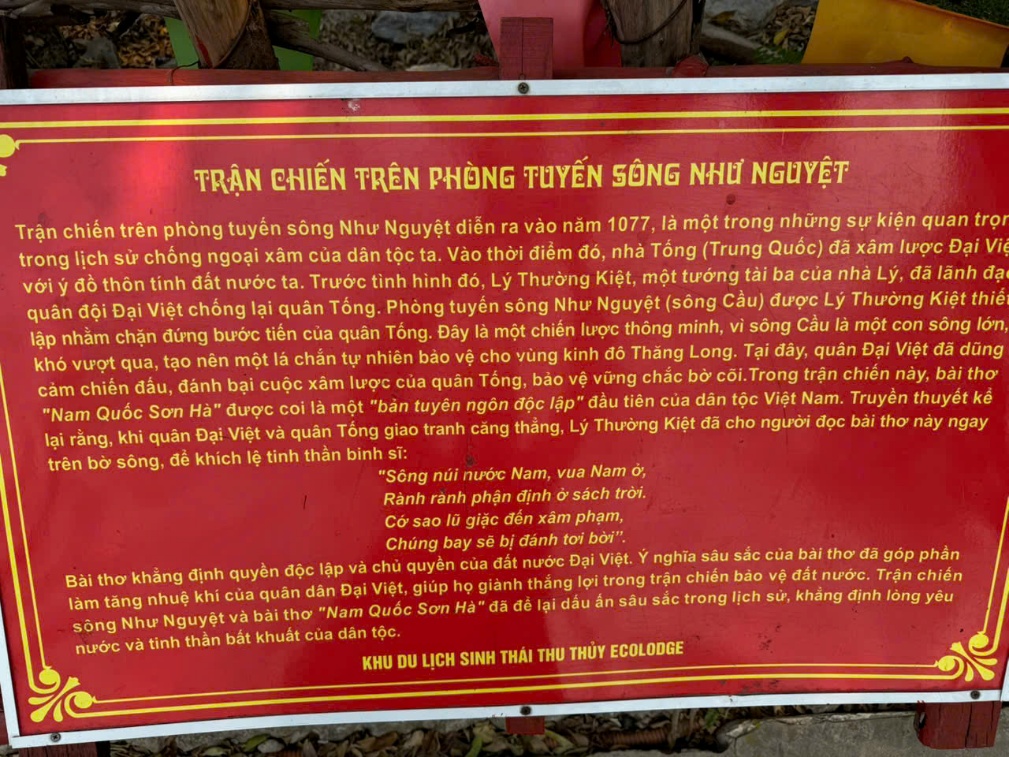 TRẬN CHIẾN TRÊN PHÒNG TUYẾN SÔNG NHƯ NGUYỆT
Trận chiến trên phòng tuyến sông Như Nguyệt diễn ra vào năm 1077, là một trong những sự kiện quan trọn
trong lịch sử chống ngoại xâm của dân tộc ta. Vào thời điểm đó, nhà Tống (Trung Quốc) đã xâm lược Đại Việ
với ý đồ thôn tính đất nước ta. Trước tình hình đó, Lý Thường Kiệt, một tướng tài ba của nhà Lý, đã lãnh đạo
quân đội Đại Việt chống lại quân Tống. Phòng tuyến sông Như Nguyệt (sông Cầu) được Lý Thường Kiệt thiết
lập nhằm chặn đứng bước tiến của quân Tống. Đây là một chiến lược thông minh, vì sông Cầu là một con sông lớn,
khó vượt qua, tạo nên một lá chắn tự nhiên bảo vệ cho vùng kinh đô Thăng Long. Tại đây, quân Đại Việt đã dũng
cảm chiến đấu, đánh bại cuộc xâm lược của quân Tống, bảo vệ vững chắc bờ cõi.Trong trận chiến này, bài thơ
"Nam Quốc Sơn Hà" được coi là một "bản tuyên ngôn độc lập" đầu tiên của dân tộc Việt Nam. Truyền thuyết kể
lại rằng, khi quân Đại Việt và quân Tống giao tranh căng thẳng, Lý Thường Kiệt đã cho người đọc bài thơ này ngay
trên bờ sông, để khích lệ tinh thần binh sĩ:
"Sông núi nước Nam, vua Nam ở,
Rành rành phận định ở sách trời.
Cớ sao lũ giặc đến xâm phạm,
Chúng bay sẽ bị đánh tơi bời".
Bài thơ khẳng định quyền độc lập và chủ quyền của đất nước Đại Việt. Ý nghĩa sâu sắc của bài thơ đã góp phần
làm tăng nhuệ khí của quân dân Đại Việt, giúp họ giành thắng lợi trong trận chiến bảo vệ đất nước. Trận chiến
sông Như Nguyệt và bài thơ "Nam Quốc Sơn Hà" đã để lại dấu ấn sâu sắc trong lịch sử, khẳng định lòng yêu
nước và tinh thần bất khuất của dân tộc.
KHU DU LỊCH SINH THÁI THU THỦY ECOLODGE